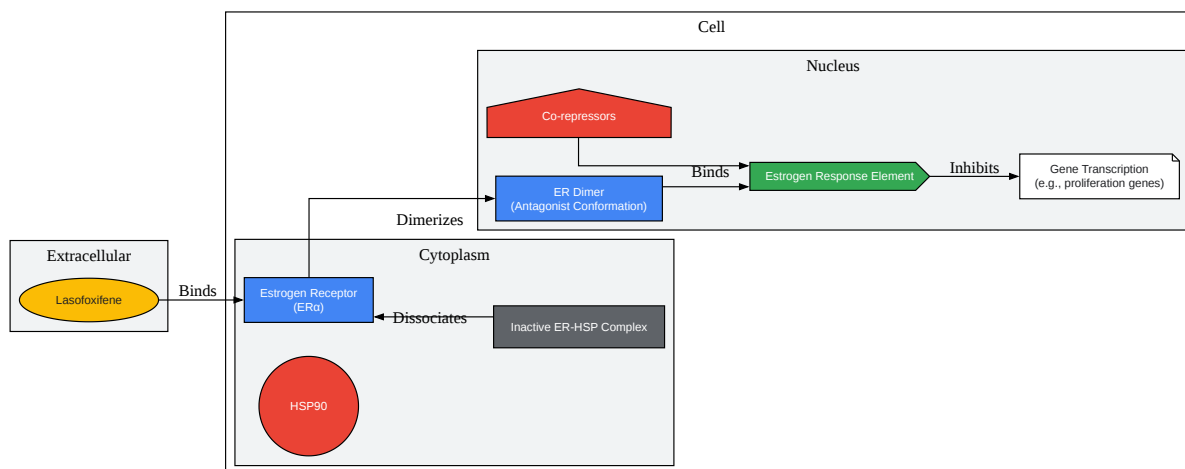 Cell
Nucleus
Co-repressors
Binds
Estrogen Response Element
Inhibits
Gene Transcription
(e.g., proliferation genes)
ER Dimer
(Antagonist Conformation)
Dimerizes
Extracellular
Lasofoxifene
Binds
Cytoplasm
Estrogen Receptor
(ERα)
Dissociates
Inactive ER-HSP Complex
HSP90